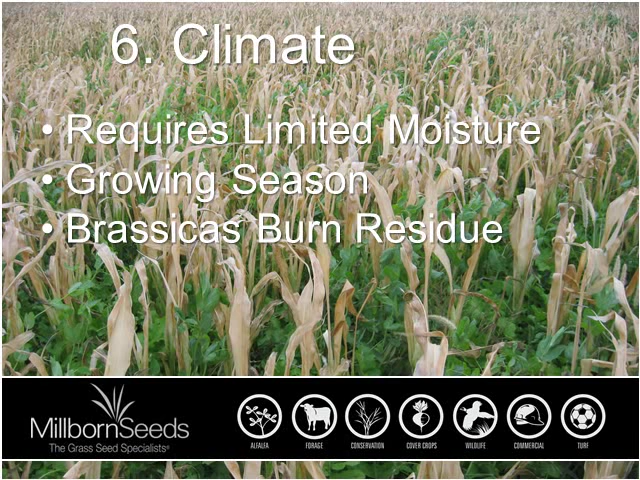 6. Climate
• Requires Limited Moisture
• Growing Season
• Brassicas Burn Residue
MillbornSeeds
The Grass Seed Specialists®
ALFALFA FORAGE CONSERVATION COVER CROPS WILDLIFE COMMERCIAL TURF